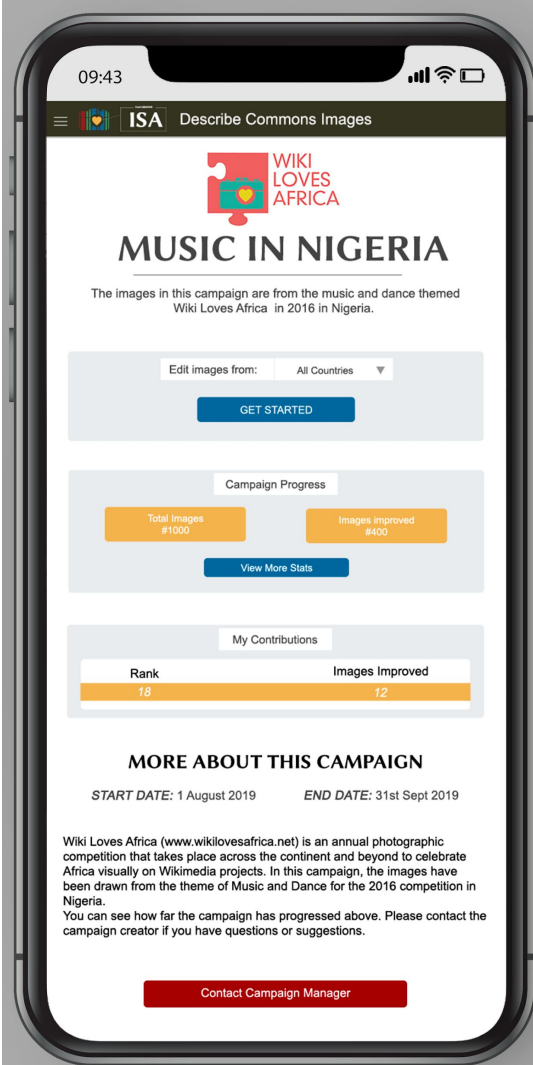 09:43
ISA Describe Commons Images
WIKI
LOVES
AFRICA
MUSIC IN NIGERIA
The images in this campaign are from the music and dance themed
Wiki Loves Africa in 2016 in Nigeria.
Edit images from: All Countries
GET STARTED
Campaign Progress
Total Images
#1000
Images improved
#400
View More Stats
My Contributions
Rank Images Improved
18 12
MORE ABOUT THIS CAMPAIGN
START DATE: 1 August 2019 END DATE: 31st Sept 2019
Wiki Loves Africa (www.wikilovesafrica.net) is an annual photographic
competition that takes place across the continent and beyond to celebrate
Africa visually on Wikimedia projects. In this campaign, the images have
been drawn from the theme of Music and Dance for the 2016 competition in
Nigeria.
You can see how far the campaign has progressed above. Please contact the
campaign creator if you have questions or suggestions.
Contact Campaign Manager